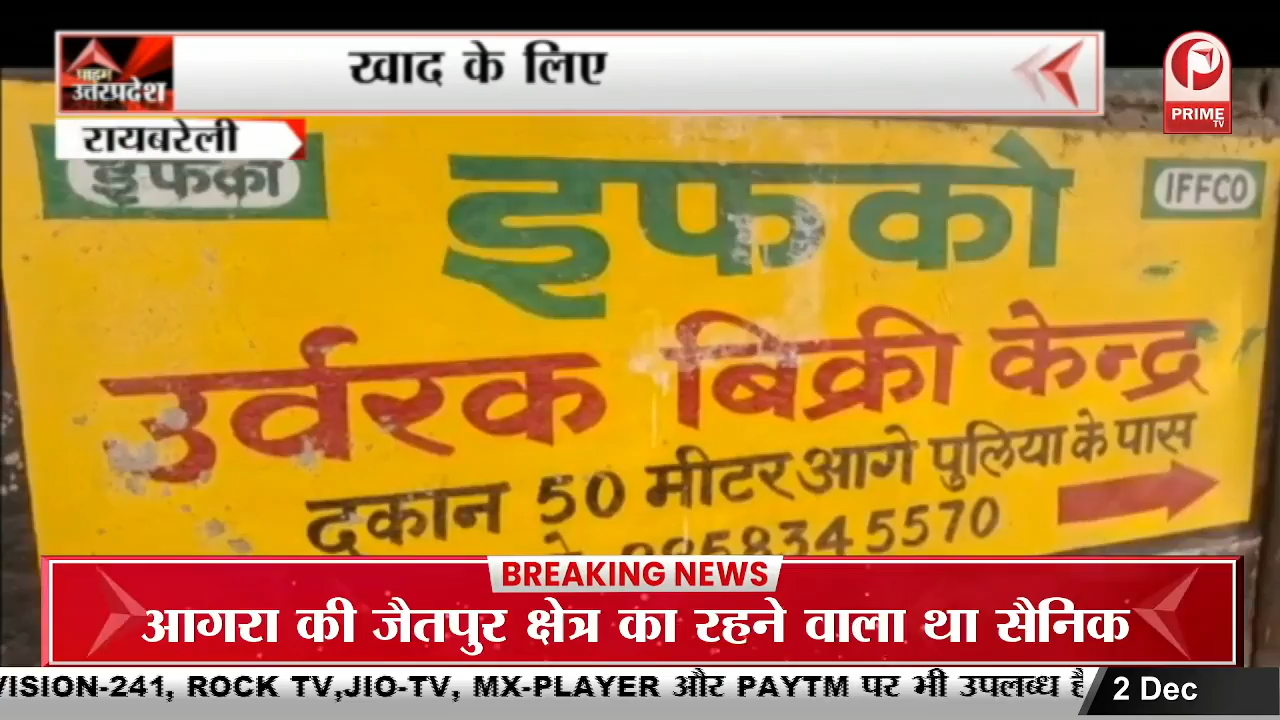 खाद के लिए
प्राइम
उत्तरप्रदेश
PRIME
TV
रायबरेली
इफको
इफको
IFFCO
उर्वरक बिक्री केन्द्र
दुकान 50 मीटर आगे पुलिया के पास
58345570
BREAKING NEWS
आगरा की जैतपुर क्षेत्र का रहने वाला था सैनिक
VISION-241, ROCK TV,JIO-TV, MX-PLAYER और PAYTM पर भी उपलब्ध है
2 Dec